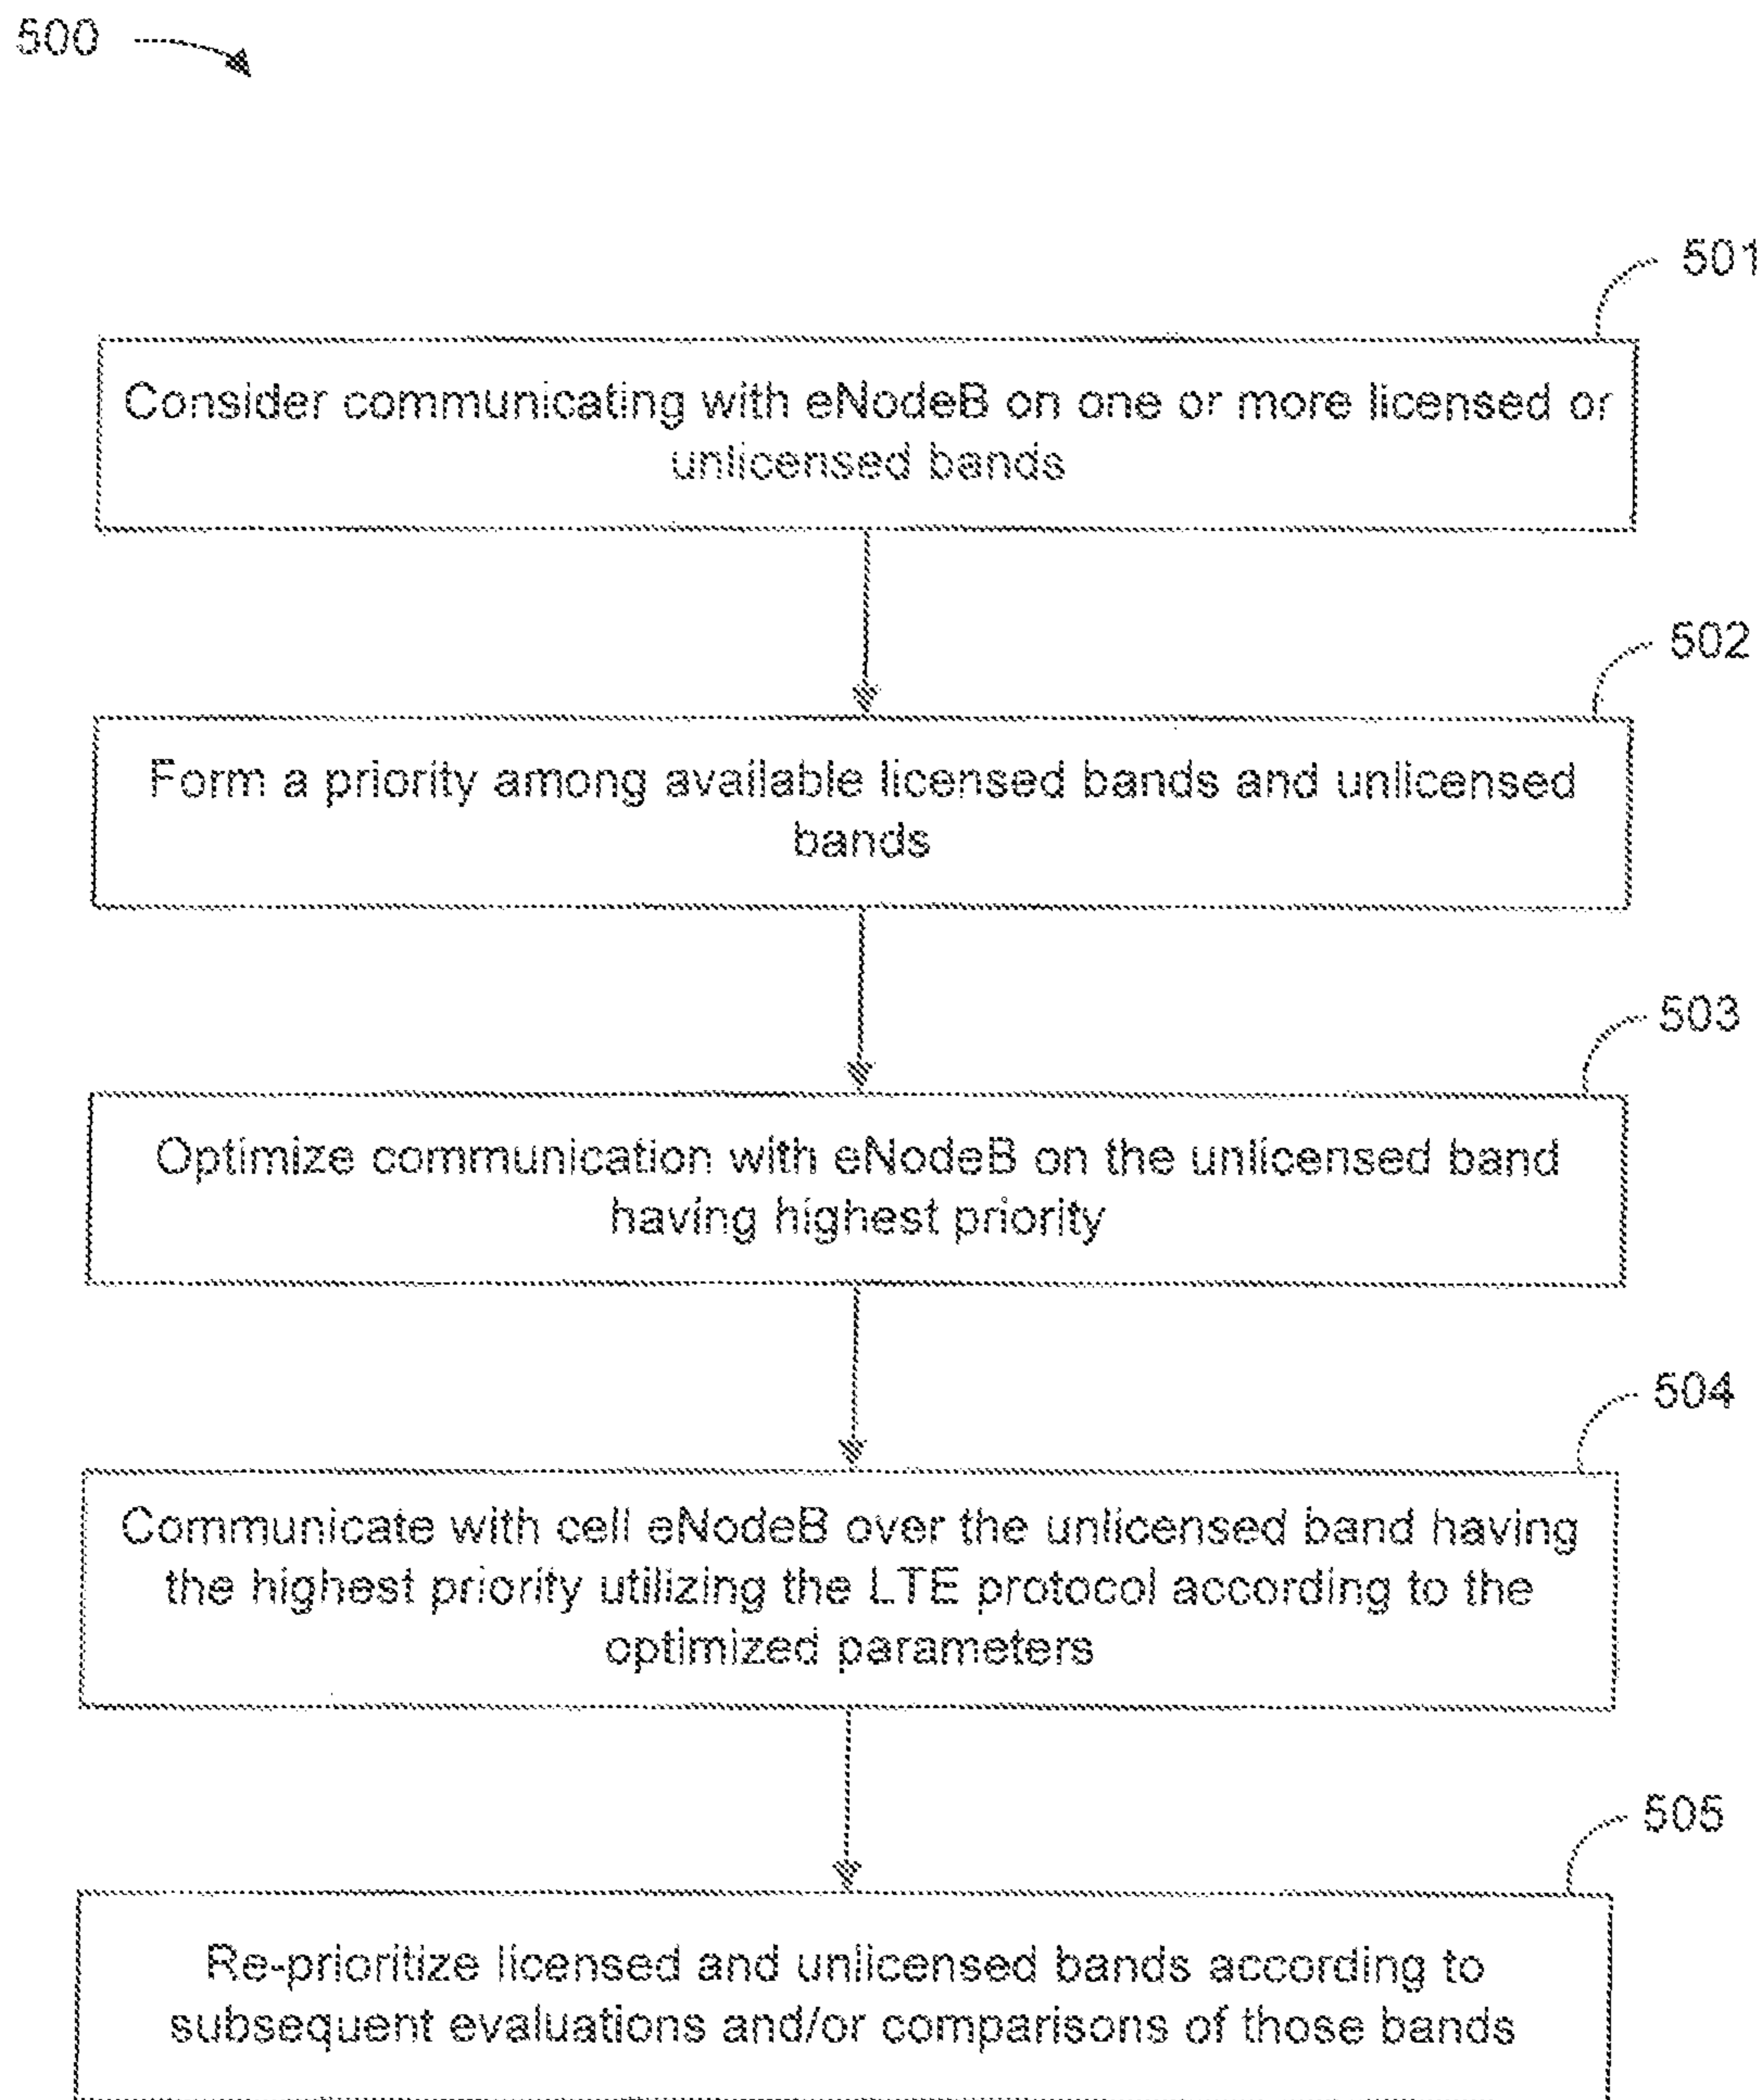 500
501
Consider communicating with eNodeB on one or more licensed or
unlicensed bands
502
Form a priority among available licensed bands and unlicensed
bands
503
Optimize communication with eNodeB on the unlicensed band
having highest priority
504
Communicate with cell eNodeB over the unlicensed band having
the highest priority utilizing the LTE protocol according to the
optimized parameters
505
Re-prioritize licensed and unlicensed bands according to
subsequent evaluations and/or comparisons of those bands